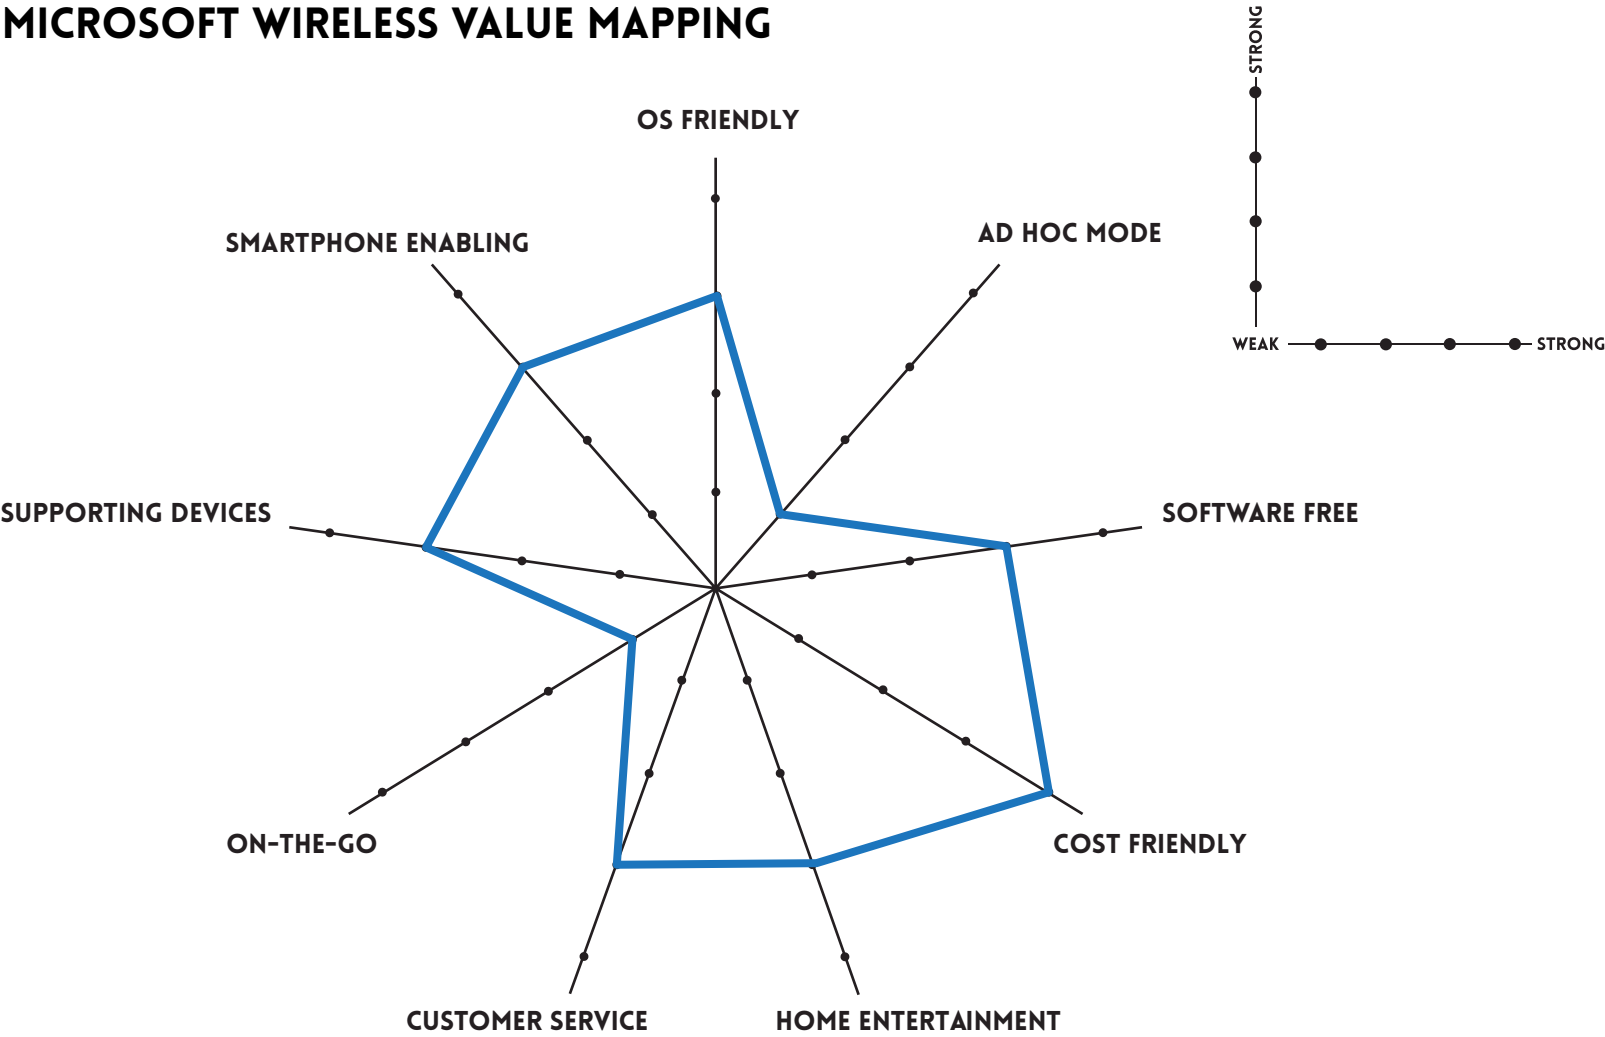 MICROSOFT WIRELESS VALUE MAPPING
STRONG
OS FRIENDLY
SMARTPHONE ENABLING
AD HOC MODE
WEAK
STRONG
SUPPORTING DEVICES
SOFTWARE FREE
ON-THE-GO
COST FRIENDLY
CUSTOMER SERVICE
HOME ENTERTAINMENT